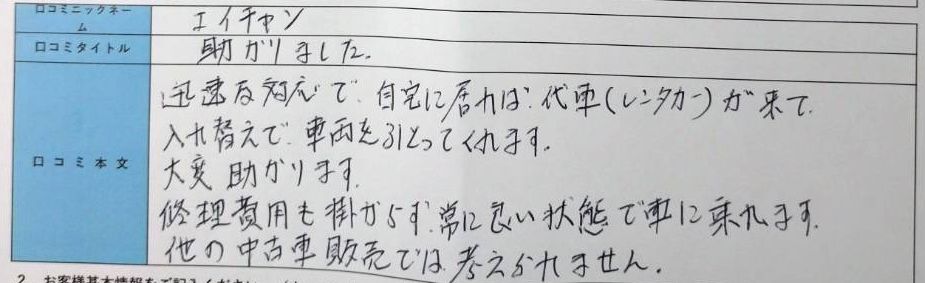 口コミニックネーム エイチャン
口コミタイトル 助かりました.
口コミ本文
迅速な対応で、自宅に居れば、代車(レンタカー)が来て、
入れ替えで、車両を引とってくれます.
大変助かります.
修理費用も掛からず、常に良い状態で車に乗れます.
他の中古車販売では、考えられません.
2 お客様基本情報をご記入ください